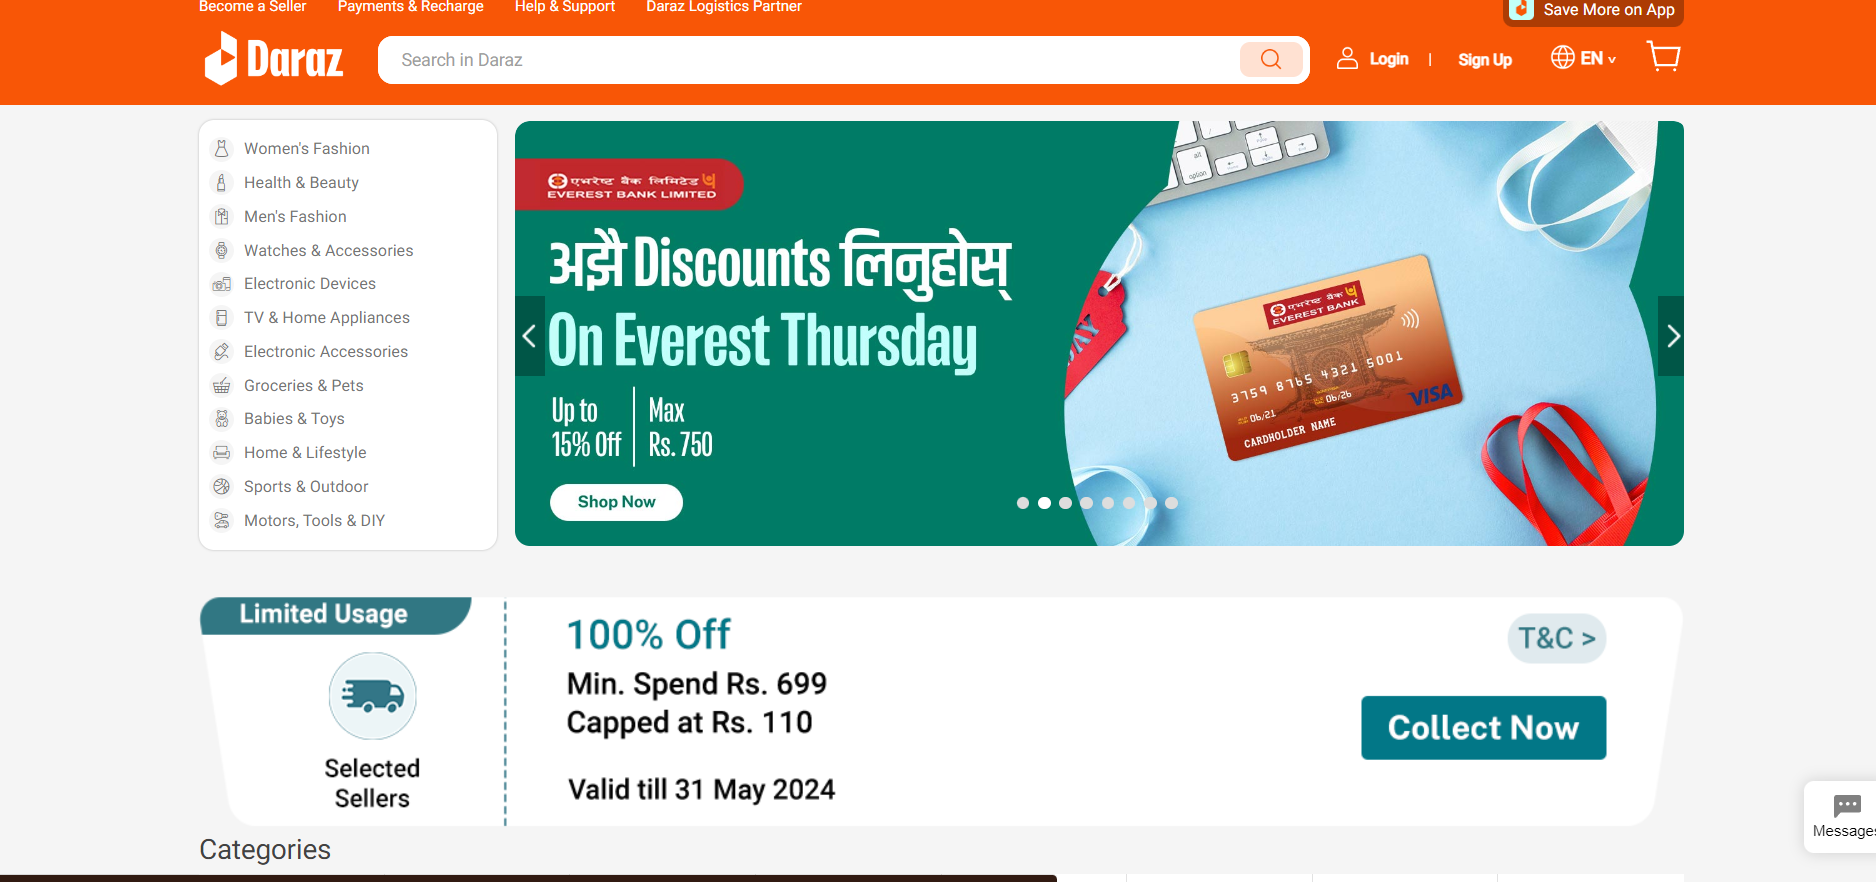 Become a Seller
Payments & Recharge
Help & Support
Daraz Logistics Partner
Save More on App
Daraz
Search in Daraz
Login
|
Sign Up
EN
Women's Fashion
Health & Beauty
Men's Fashion
Watches & Accessories
Electronic Devices
TV & Home Appliances
Electronic Accessories
Groceries & Pets
Babies & Toys
Home & Lifestyle
Sports & Outdoor
Motors, Tools & DIY
एभरेष्ट बैंक लिमिटेड
EVEREST BANK LIMITED
अझै Discounts लिनुहोस्
On Everest Thursday
Up to
15% Off
Max
Rs. 750
Shop Now
alt
option
DAY
एभरेष्ट बैंक
EVEREST BANK
3759 8765 4321 5001
06/21
06/26
CARDHOLDER NAME
VISA
Limited Usage
Selected
Sellers
100% Off
Min. Spend Rs. 699
Capped at Rs. 110
Valid till 31 May 2024
T&C >
Collect Now
Messages
Categories